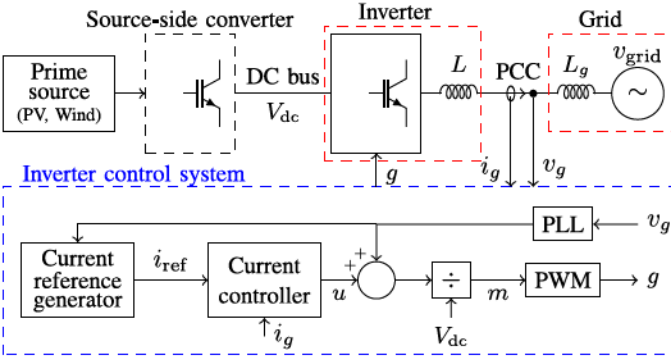 Source-side converter
Inverter
Grid
Prime
source
(PV, Wind)
DC bus
V_dc
L
PCC
L_g
v_grid
~
g
i_g
v_g
Inverter control system
PLL
v_g
Current
reference
generator
i_ref
Current
controller
u
+
+
÷
m
PWM
g
i_g
V_dc